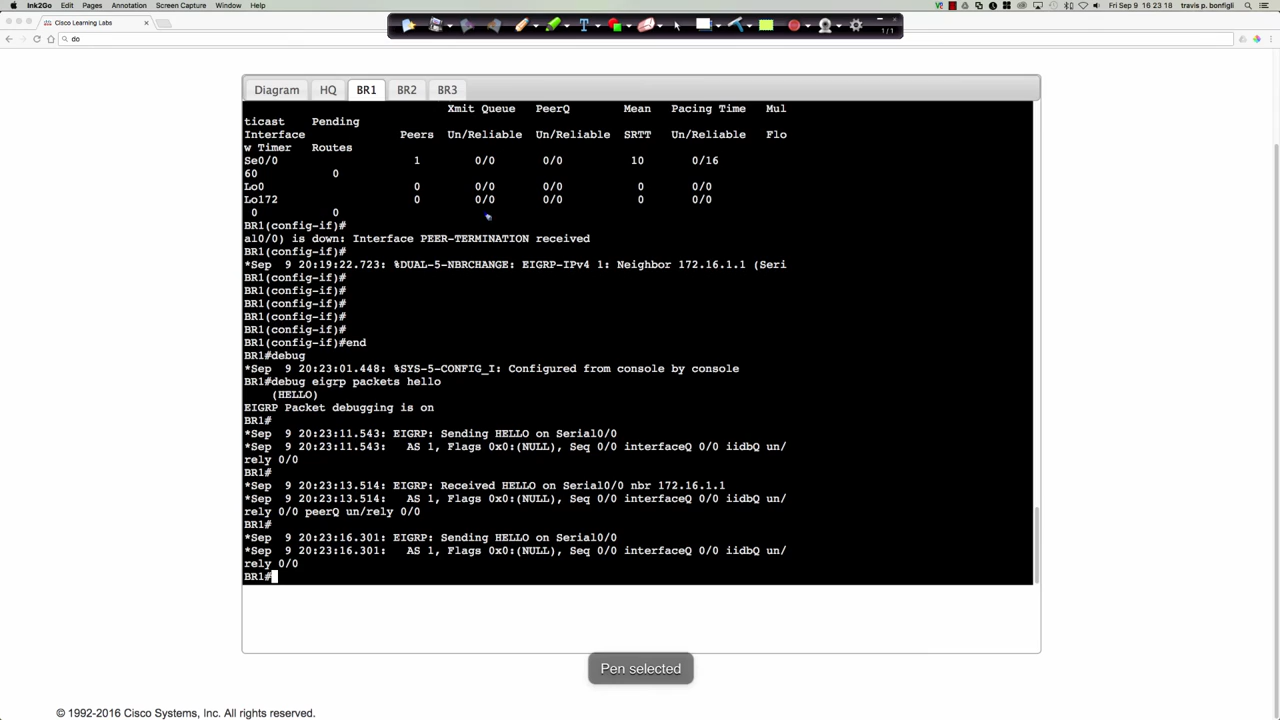 Ink2Go Edit Pages Annotation Screen Capture Window Help
Fri Sep 9 16 23 18 travis p. bonfigli
Cisco Learning Labs
do
1/1
Diagram HQ BR1 BR2 BR3
Xmit Queue PeerQ Mean Pacing Time Mul
ticast Pending
Interface Peers Un/Reliable Un/Reliable SRTT Un/Reliable Flo
w Timer Routes
Se0/0 1 0/0 0/0 10 0/16
60 0
Lo0 0 0/0 0/0 0 0/0
Lo172 0 0/0 0/0 0 0/0
0 0
BR1(config-if)#
al0/0) is down: Interface PEER-TERMINATION received
BR1(config-if)#
*Sep 9 20:19:22.723: %DUAL-5-NBRCHANGE: EIGRP-IPv4 1: Neighbor 172.16.1.1 (Seri
BR1(config-if)#
BR1(config-if)#
BR1(config-if)#
BR1(config-if)#
BR1(config-if)#
BR1(config-if)#end
BR1#debug
*Sep 9 20:23:01.448: %SYS-5-CONFIG_I: Configured from console by console
BR1#debug eigrp packets hello
(HELLO)
EIGRP Packet debugging is on
BR1#
*Sep 9 20:23:11.543: EIGRP: Sending HELLO on Serial0/0
*Sep 9 20:23:11.543: AS 1, Flags 0x0:(NULL), Seq 0/0 interfaceQ 0/0 iidbQ un/
rely 0/0
BR1#
*Sep 9 20:23:13.514: EIGRP: Received HELLO on Serial0/0 nbr 172.16.1.1
*Sep 9 20:23:13.514: AS 1, Flags 0x0:(NULL), Seq 0/0 interfaceQ 0/0 iidbQ un/
rely 0/0 peerQ un/rely 0/0
BR1#
*Sep 9 20:23:16.301: EIGRP: Sending HELLO on Serial0/0
*Sep 9 20:23:16.301: AS 1, Flags 0x0:(NULL), Seq 0/0 interfaceQ 0/0 iidbQ un/
rely 0/0
BR1#
Pen selected
© 1992-2016 Cisco Systems, Inc. All rights reserved.